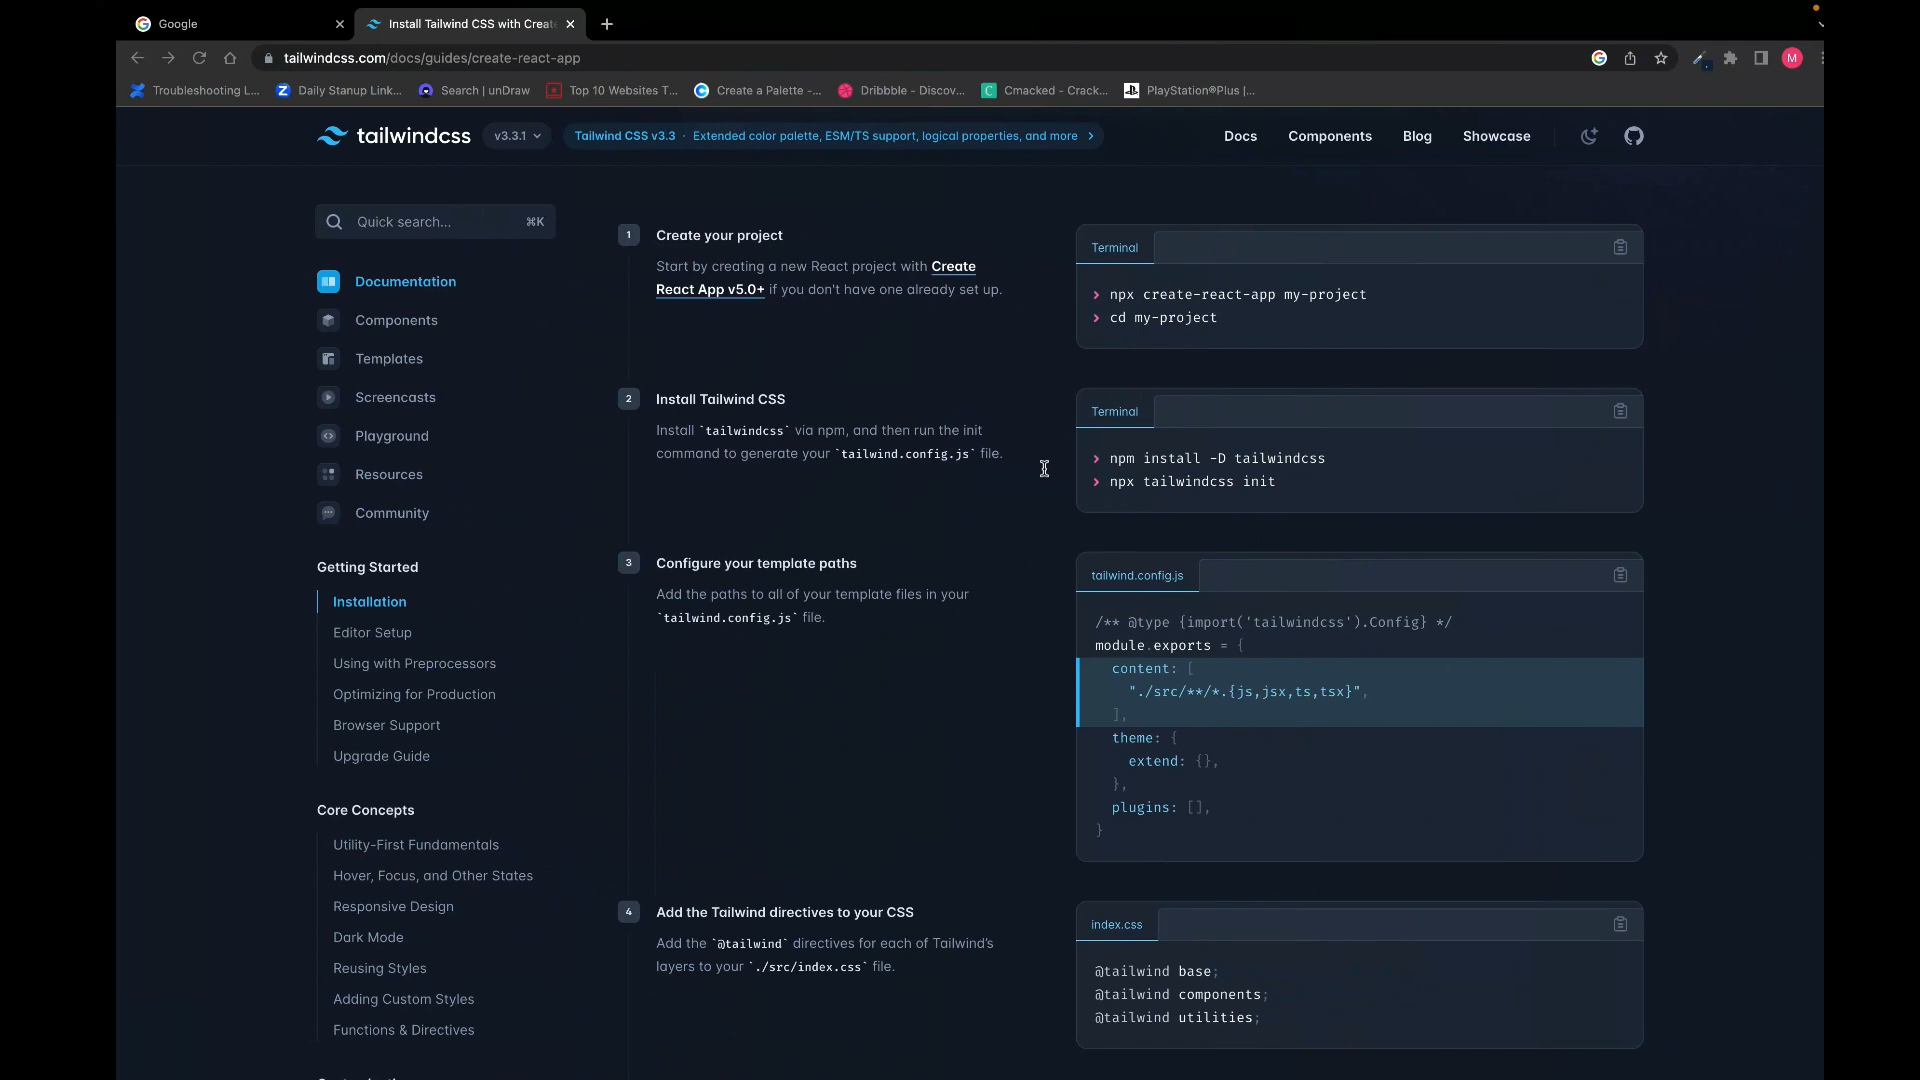 Google
Install Tailwind CSS with Creat
tailwindcss.com/docs/guides/create-react-app
M
Troubleshooting L...
Daily Stanup Link...
Search | unDraw
Top 10 Websites T...
Create a Palette -...
Dribbble - Discov...
Cmacked - Crack...
PlayStation®Plus |...
tailwindcss
v3.3.1
Tailwind CSS v3.3 · Extended color palette, ESM/TS support, logical properties, and more
Docs
Components
Blog
Showcase
Quick search...
⌘K
Documentation
Components
Templates
Screencasts
Playground
Resources
Community
Getting Started
Installation
Editor Setup
Using with Preprocessors
Optimizing for Production
Browser Support
Upgrade Guide
Core Concepts
Utility-First Fundamentals
Hover, Focus, and Other States
Responsive Design
Dark Mode
Reusing Styles
Adding Custom Styles
Functions & Directives
1
Create your project
Start by creating a new React project with Create
React App v5.0+ if you don't have one already set up.
Terminal
> npx create-react-app my-project
> cd my-project
2
Install Tailwind CSS
Install `tailwindcss` via npm, and then run the init
command to generate your `tailwind.config.js` file.
Terminal
> npm install -D tailwindcss
> npx tailwindcss init
3
Configure your template paths
Add the paths to all of your template files in your
`tailwind.config.js` file.
tailwind.config.js
/** @type {import('tailwindcss').Config} */
module.exports = {
content: [
"./src/**/*.{js,jsx,ts,tsx}",
],
theme: {
extend: {},
},
plugins: [],
}
4
Add the Tailwind directives to your CSS
Add the `@tailwind` directives for each of Tailwind's
layers to your `./src/index.css` file.
index.css
@tailwind base;
@tailwind components;
@tailwind utilities;